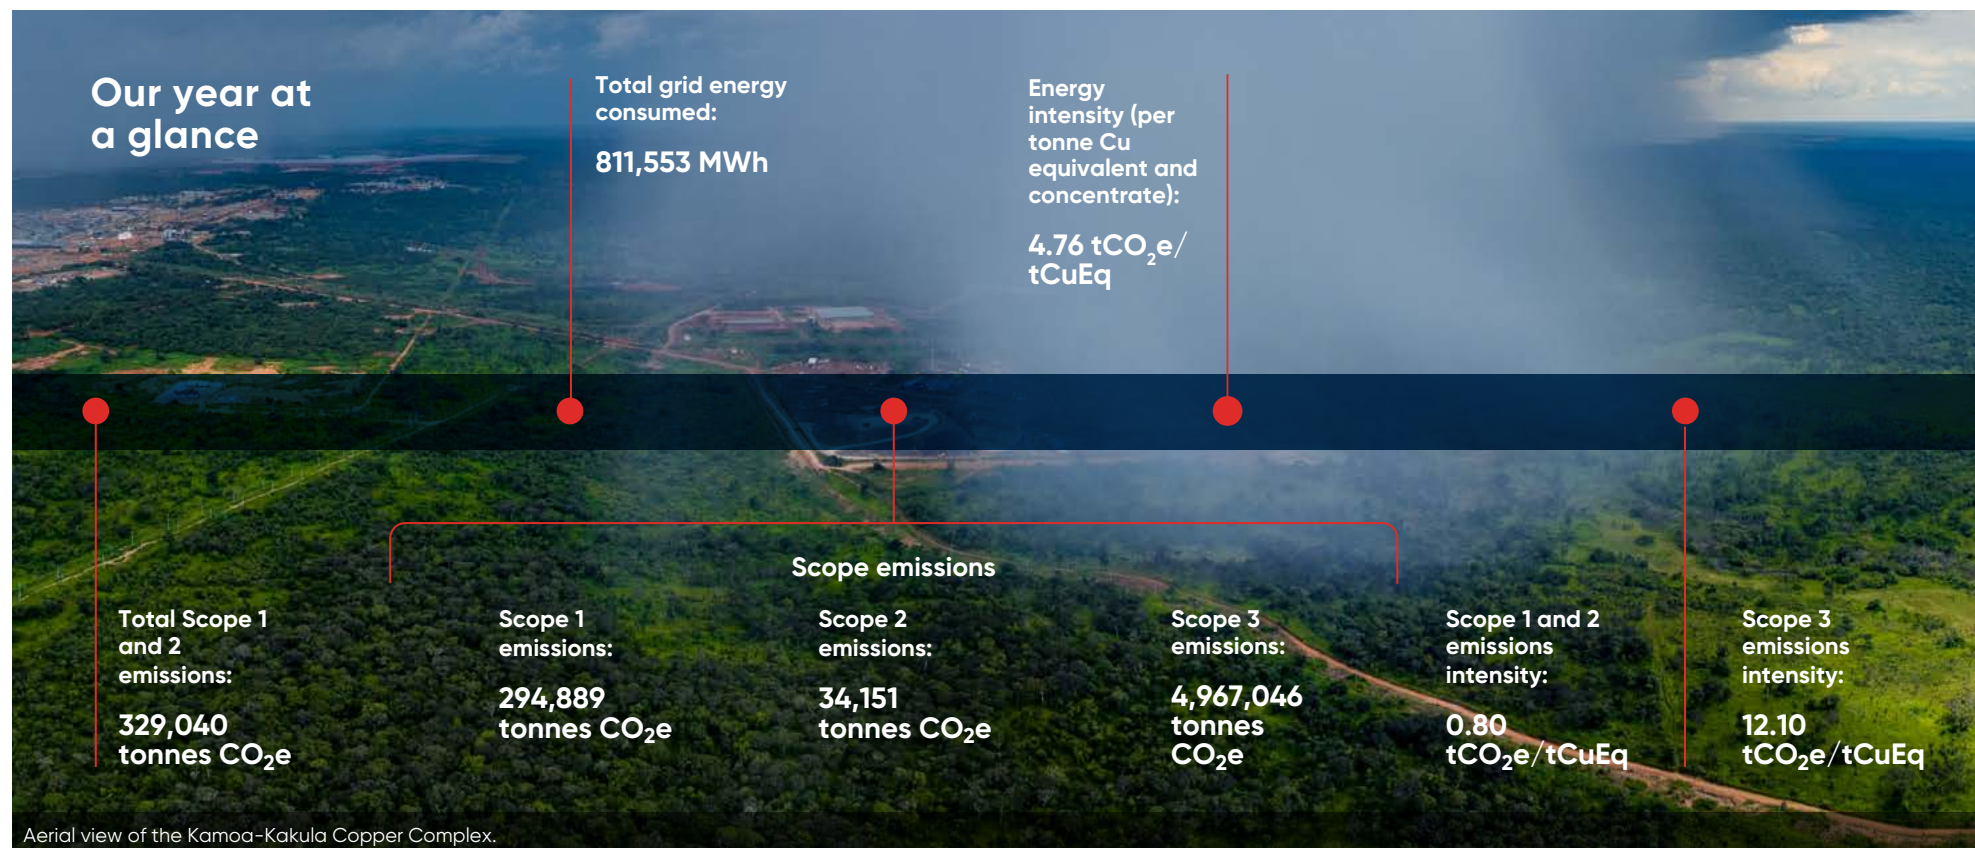 Our year at
a glance
Total grid energy
consumed:
811,553 MWh
Energy
intensity (per
tonne Cu
equivalent and
concentrate):
4.76 tCO₂e/
tCuEq
Scope emissions
Total Scope 1
and 2
emissions:
329,040
tonnes CO₂e
Scope 1
emissions:
294,889
tonnes CO₂e
Scope 2
emissions:
34,151
tonnes CO₂e
Scope 3
emissions:
4,967,046
tonnes
CO₂e
Scope 1 and 2
emissions
intensity:
0.80
tCO₂e/tCuEq
Scope 3
emissions
intensity:
12.10
tCO₂e/tCuEq
Aerial view of the Kamoa-Kakula Copper Complex.